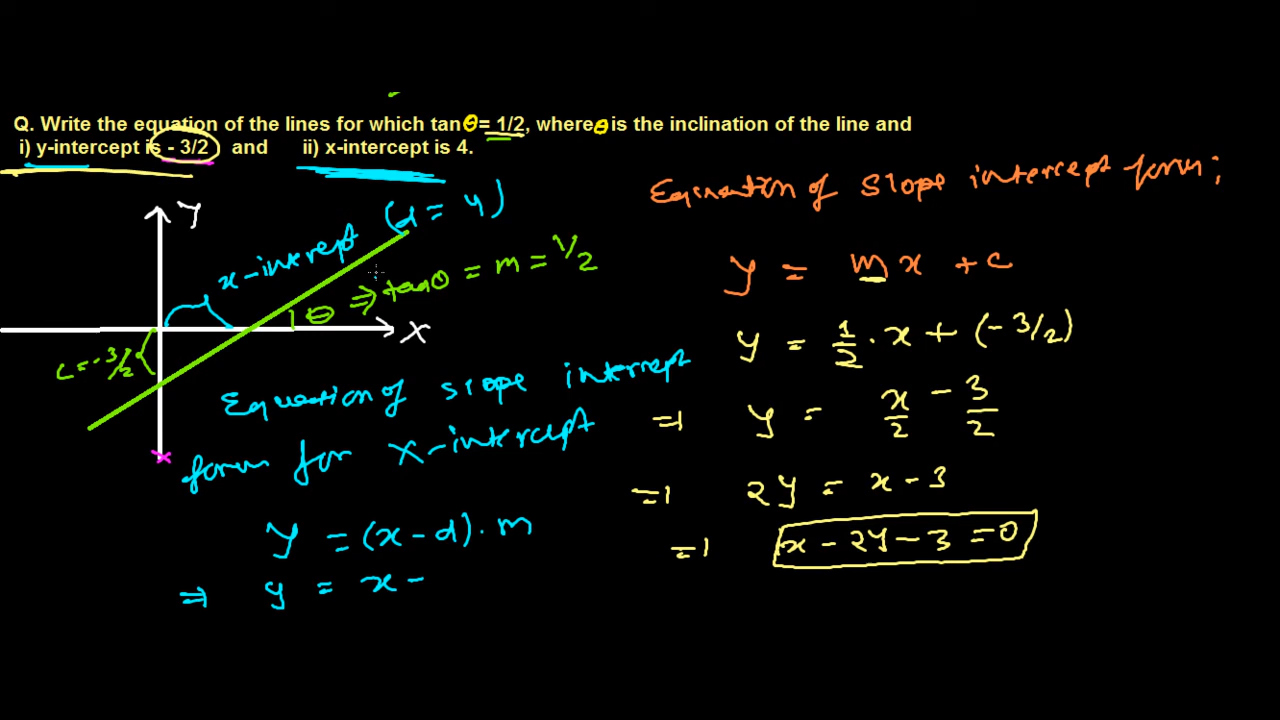 Q. Write the equation of the lines for which tanθ= 1/2, where θ is the inclination of the line and
i) y-intercept is - 3/2 and ii) x-intercept is 4.
Y
x-intercept (d = 4)
θ ⇒ tanθ = m = 1/2
X
c = -3/2
Equation of slope intercept
form for X-intercept
y = (x - d) . m
⇒ y = x -
Equation of slope intercept form;
y = mx + c
y = 1/2 . x + (- 3/2)
⇒ y = x/2 - 3/2
⇒ 2y = x - 3
⇒ x - 2y - 3 = 0